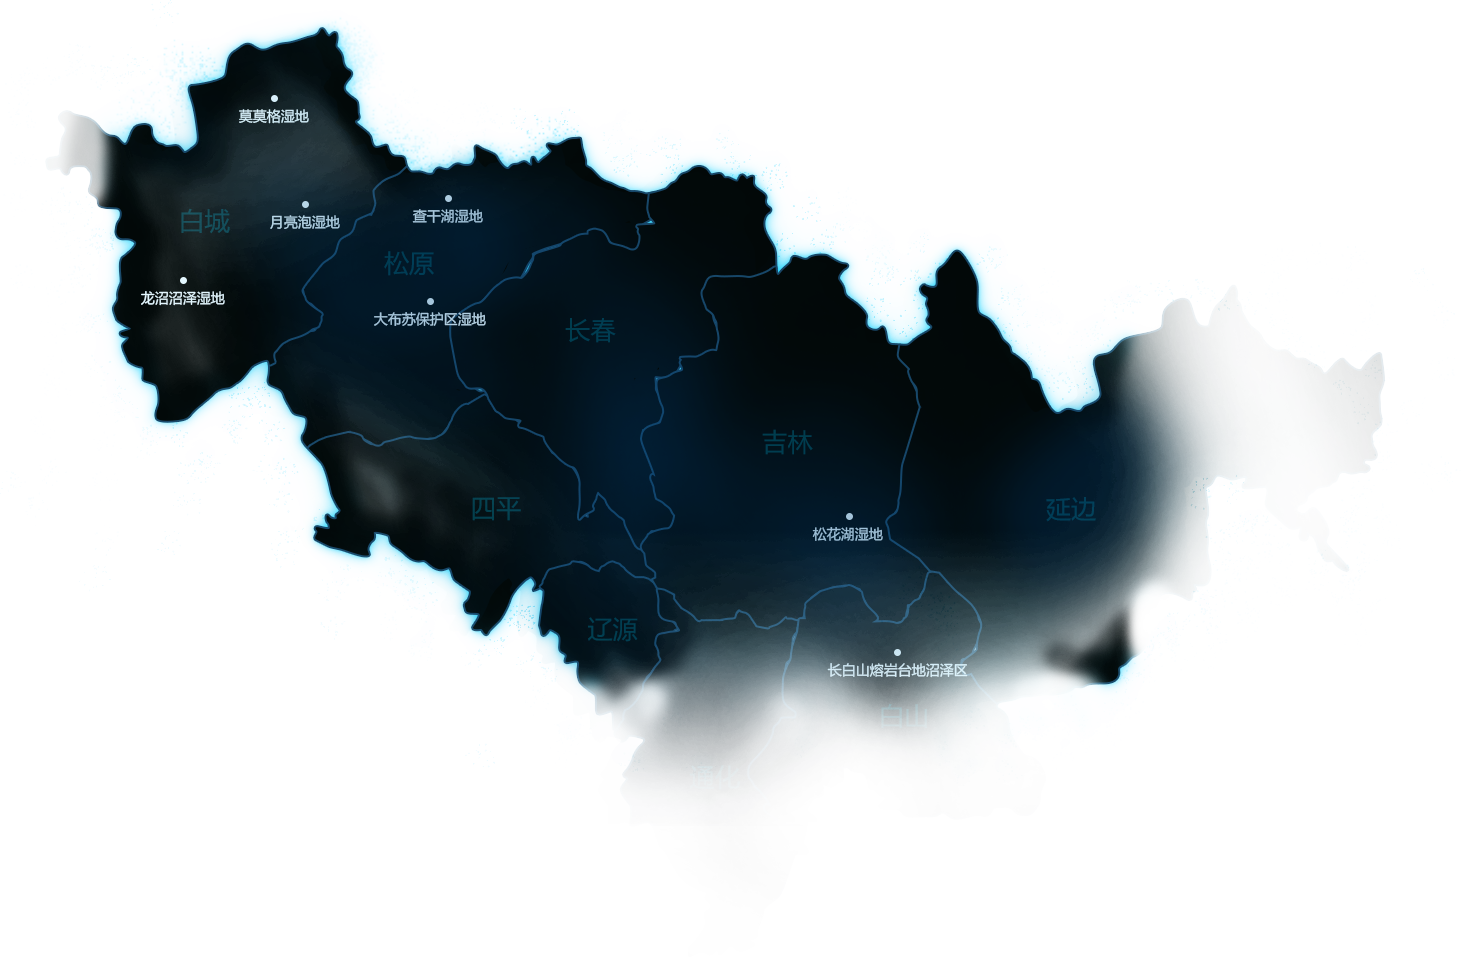 莫莫格湿地
白城
月亮泡湿地
查干湖湿地
松原
龙沼沼泽湿地
大布苏保护区湿地
长春
吉林
四平
延边
松花湖湿地
辽源
长白山熔岩台地沼泽区
白山